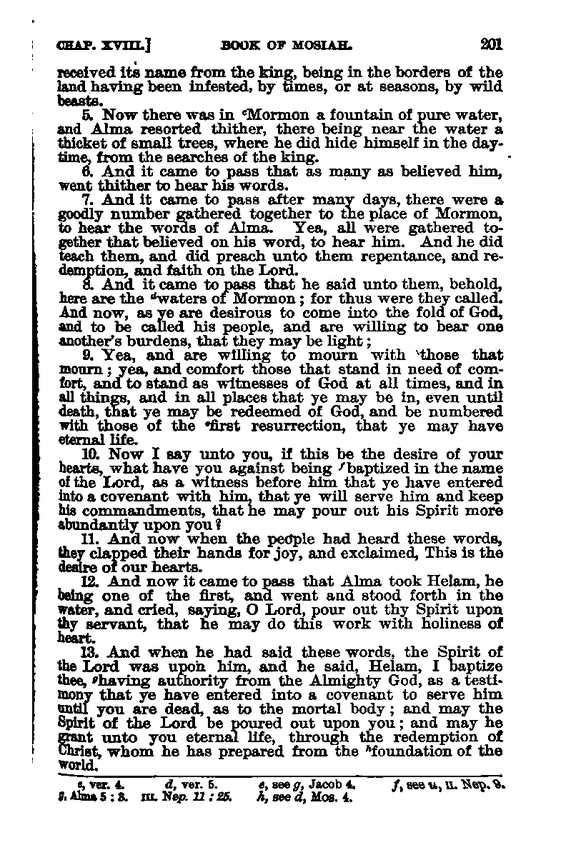 CHAP. XVIII.] BOOK OF MOSIAH. 201
received its name from the king, being in the borders of the
land having been infested, by times, or at seasons, by wild
beasts.
5. Now there was in ᶜMormon a fountain of pure water,
and Alma resorted thither, there being near the water a
thicket of small trees, where he did hide himself in the day-
time, from the searches of the king.
6. And it came to pass that as many as believed him,
went thither to hear his words.
7. And it came to pass after many days, there were a
goodly number gathered together to the place of Mormon,
to hear the words of Alma. Yea, all were gathered to-
gether that believed on his word, to hear him. And he did
teach them, and did preach unto them repentance, and re-
demption, and faith on the Lord.
8. And it came to pass that he said unto them, behold,
here are the ᵈwaters of Mormon; for thus were they called.
And now, as ye are desirous to come into the fold of God,
and to be called his people, and are willing to bear one
another's burdens, that they may be light;
9. Yea, and are willing to mourn with those that
mourn; yea, and comfort those that stand in need of com-
fort, and to stand as witnesses of God at all times, and in
all things, and in all places that ye may be in, even until
death, that ye may be redeemed of God, and be numbered
with those of the ᵉfirst resurrection, that ye may have
eternal life.
10. Now I say unto you, if this be the desire of your
hearts, what have you against being ᶠbaptized in the name
of the Lord, as a witness before him that ye have entered
into a covenant with him, that ye will serve him and keep
his commandments, that he may pour out his Spirit more
abundantly upon you?
11. And now when the people had heard these words,
they clapped their hands for joy, and exclaimed, This is the
desire of our hearts.
12. And now it came to pass that Alma took Helam, he
being one of the first, and went and stood forth in the
water, and cried, saying, O Lord, pour out thy Spirit upon
thy servant, that he may do this work with holiness of
heart.
13. And when he had said these words, the Spirit of
the Lord was upon him, and he said, Helam, I baptize
thee, ᵍhaving authority from the Almighty God, as a testi-
mony that ye have entered into a covenant to serve him
until you are dead, as to the mortal body; and may the
Spirit of the Lord be poured out upon you; and may he
grant unto you eternal life, through the redemption of
Christ, whom he has prepared from the ʰfoundation of the
world.
c, ver. 4. d, ver. 5. e, see g, Jacob 4. f, see u, II. Nep. 9.
g, Alma 5 : 3. III. Nep. 11 : 25. h, see d, Mos. 4.